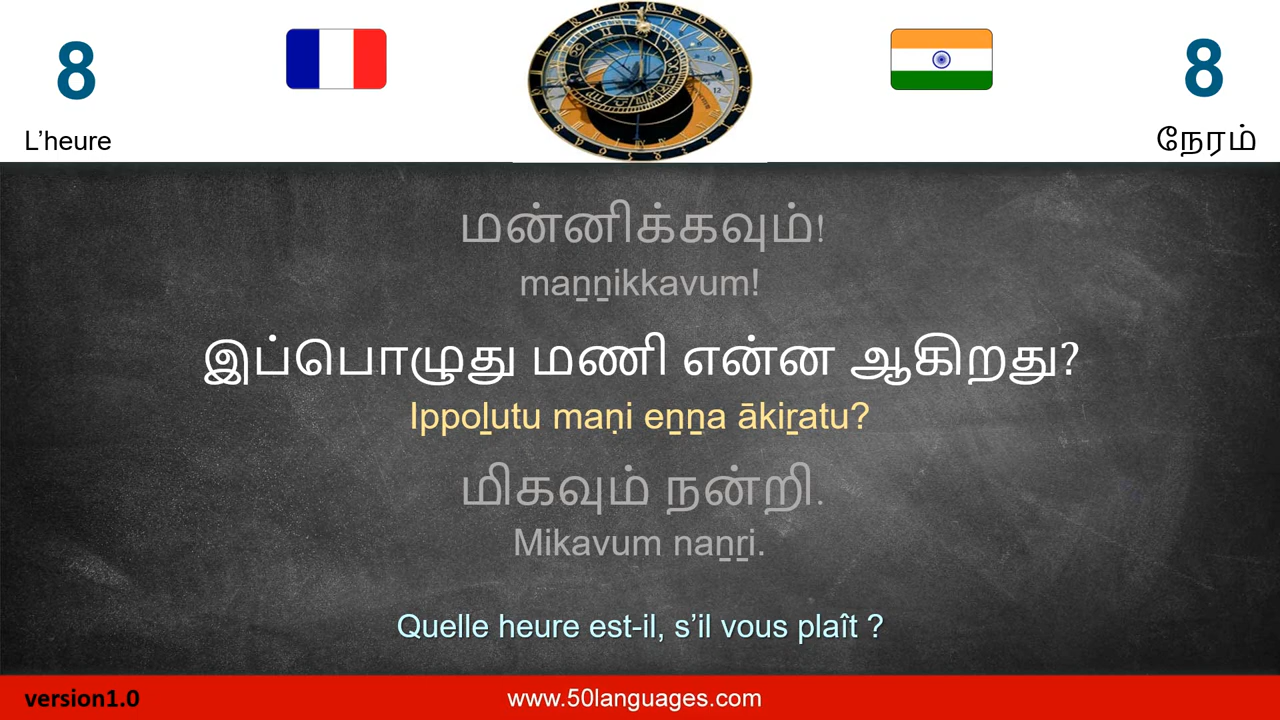 8
8
L’heure
நேரம்
மன்னிக்கவும்!
maṉṉikkavum!
இப்பொழுது மணி என்ன ஆகிறது?
Ippoḻutu maṇi eṉṉa ākiṟatu?
மிகவும் நன்றி.
Mikavum naṉṟi.
Quelle heure est-il, s’il vous plaît ?
version1.0
www.50languages.com